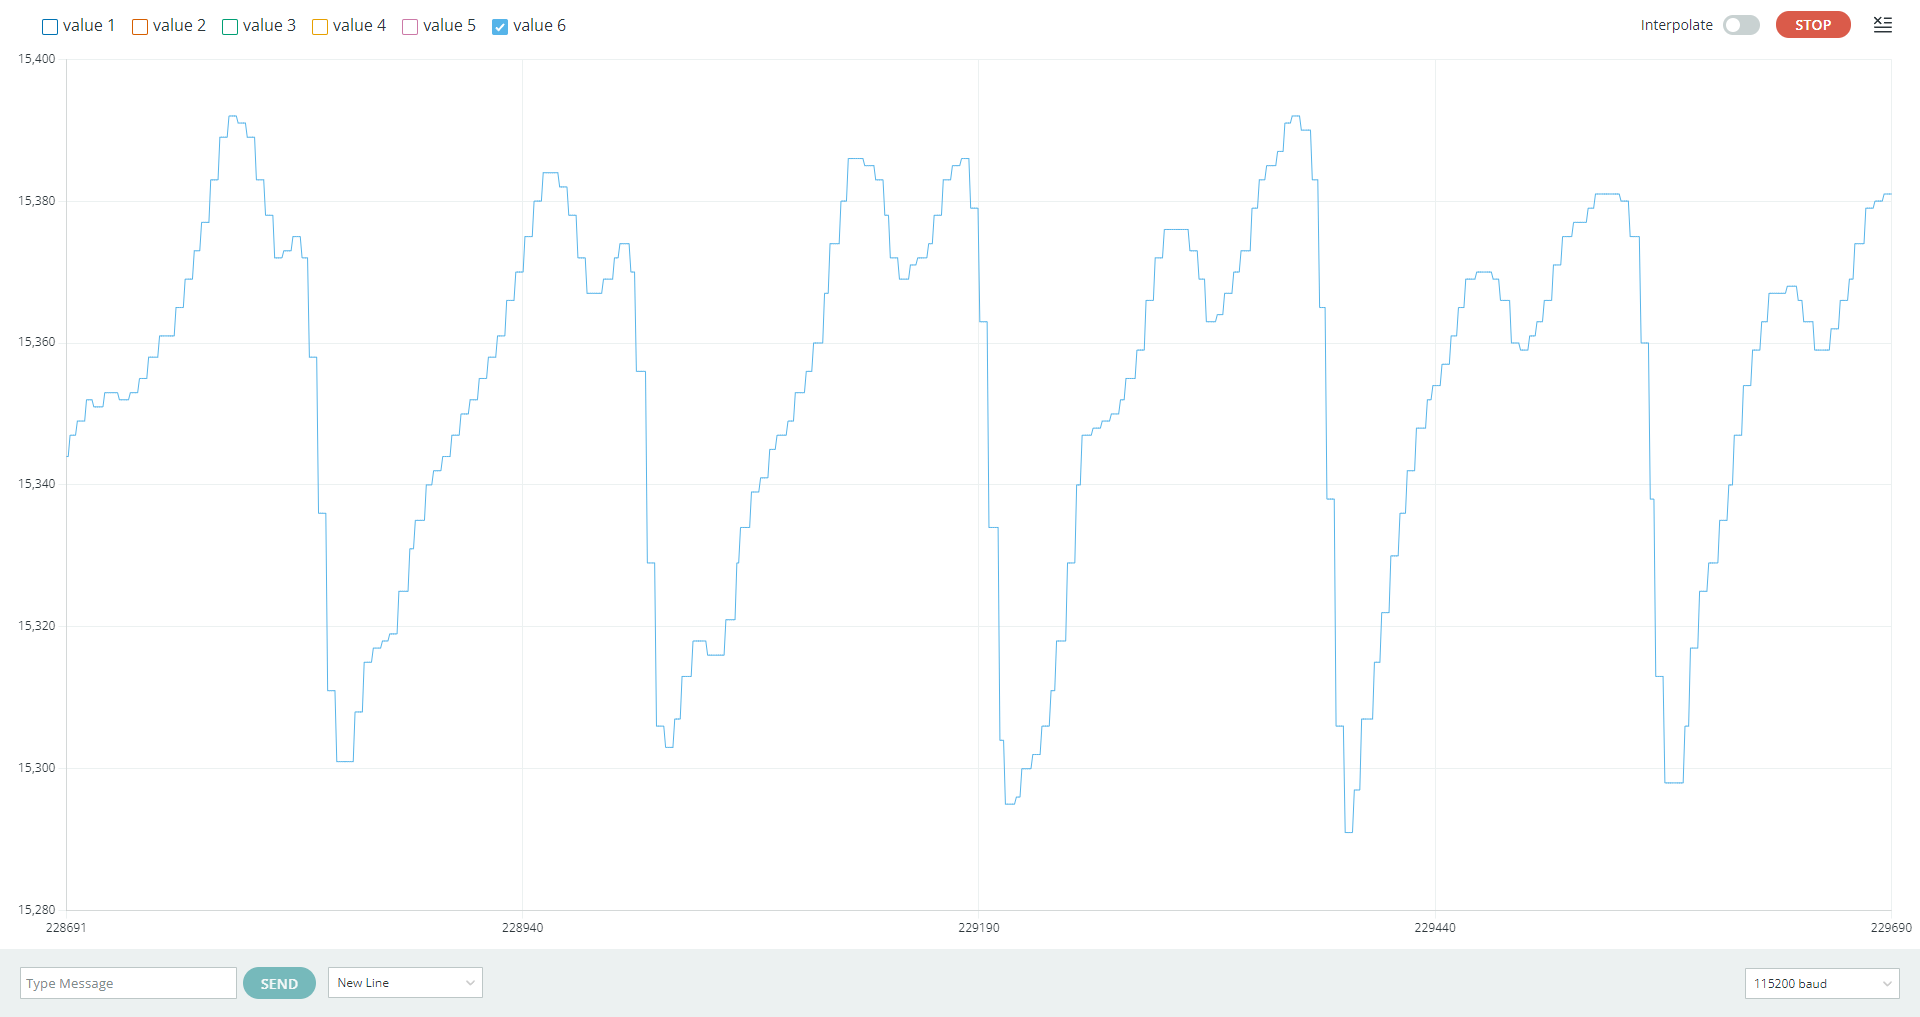 value 1 value 2 value 3 value 4 value 5 value 6 Interpolate STOP
15,400
15,380
15,360
15,340
15,320
15,300
15,280
228691 228940 229190 229440 229690
Type Message SEND New Line 115200 baud